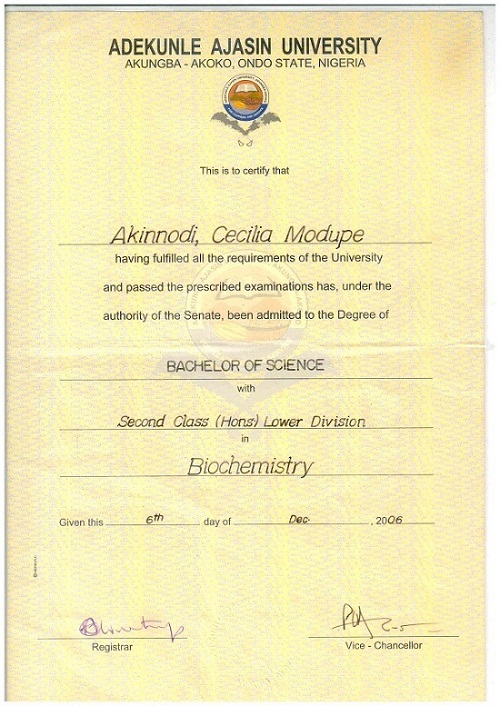 ADEKUNLE AJASIN UNIVERSITY
AKUNGBA - AKOKO, ONDO STATE, NIGERIA
This is to certify that
Akinnodi, Cecilia Modupe
having fulfilled all the requirements of the University
and passed the prescribed examinations has, under the
authority of the Senate, been admitted to the Degree of
BACHELOR OF SCIENCE
with
Second Class (Hons) Lower Division
in
Biochemistry
Given this 6th day of Dec. , 2006
Registrar
Vice - Chancellor